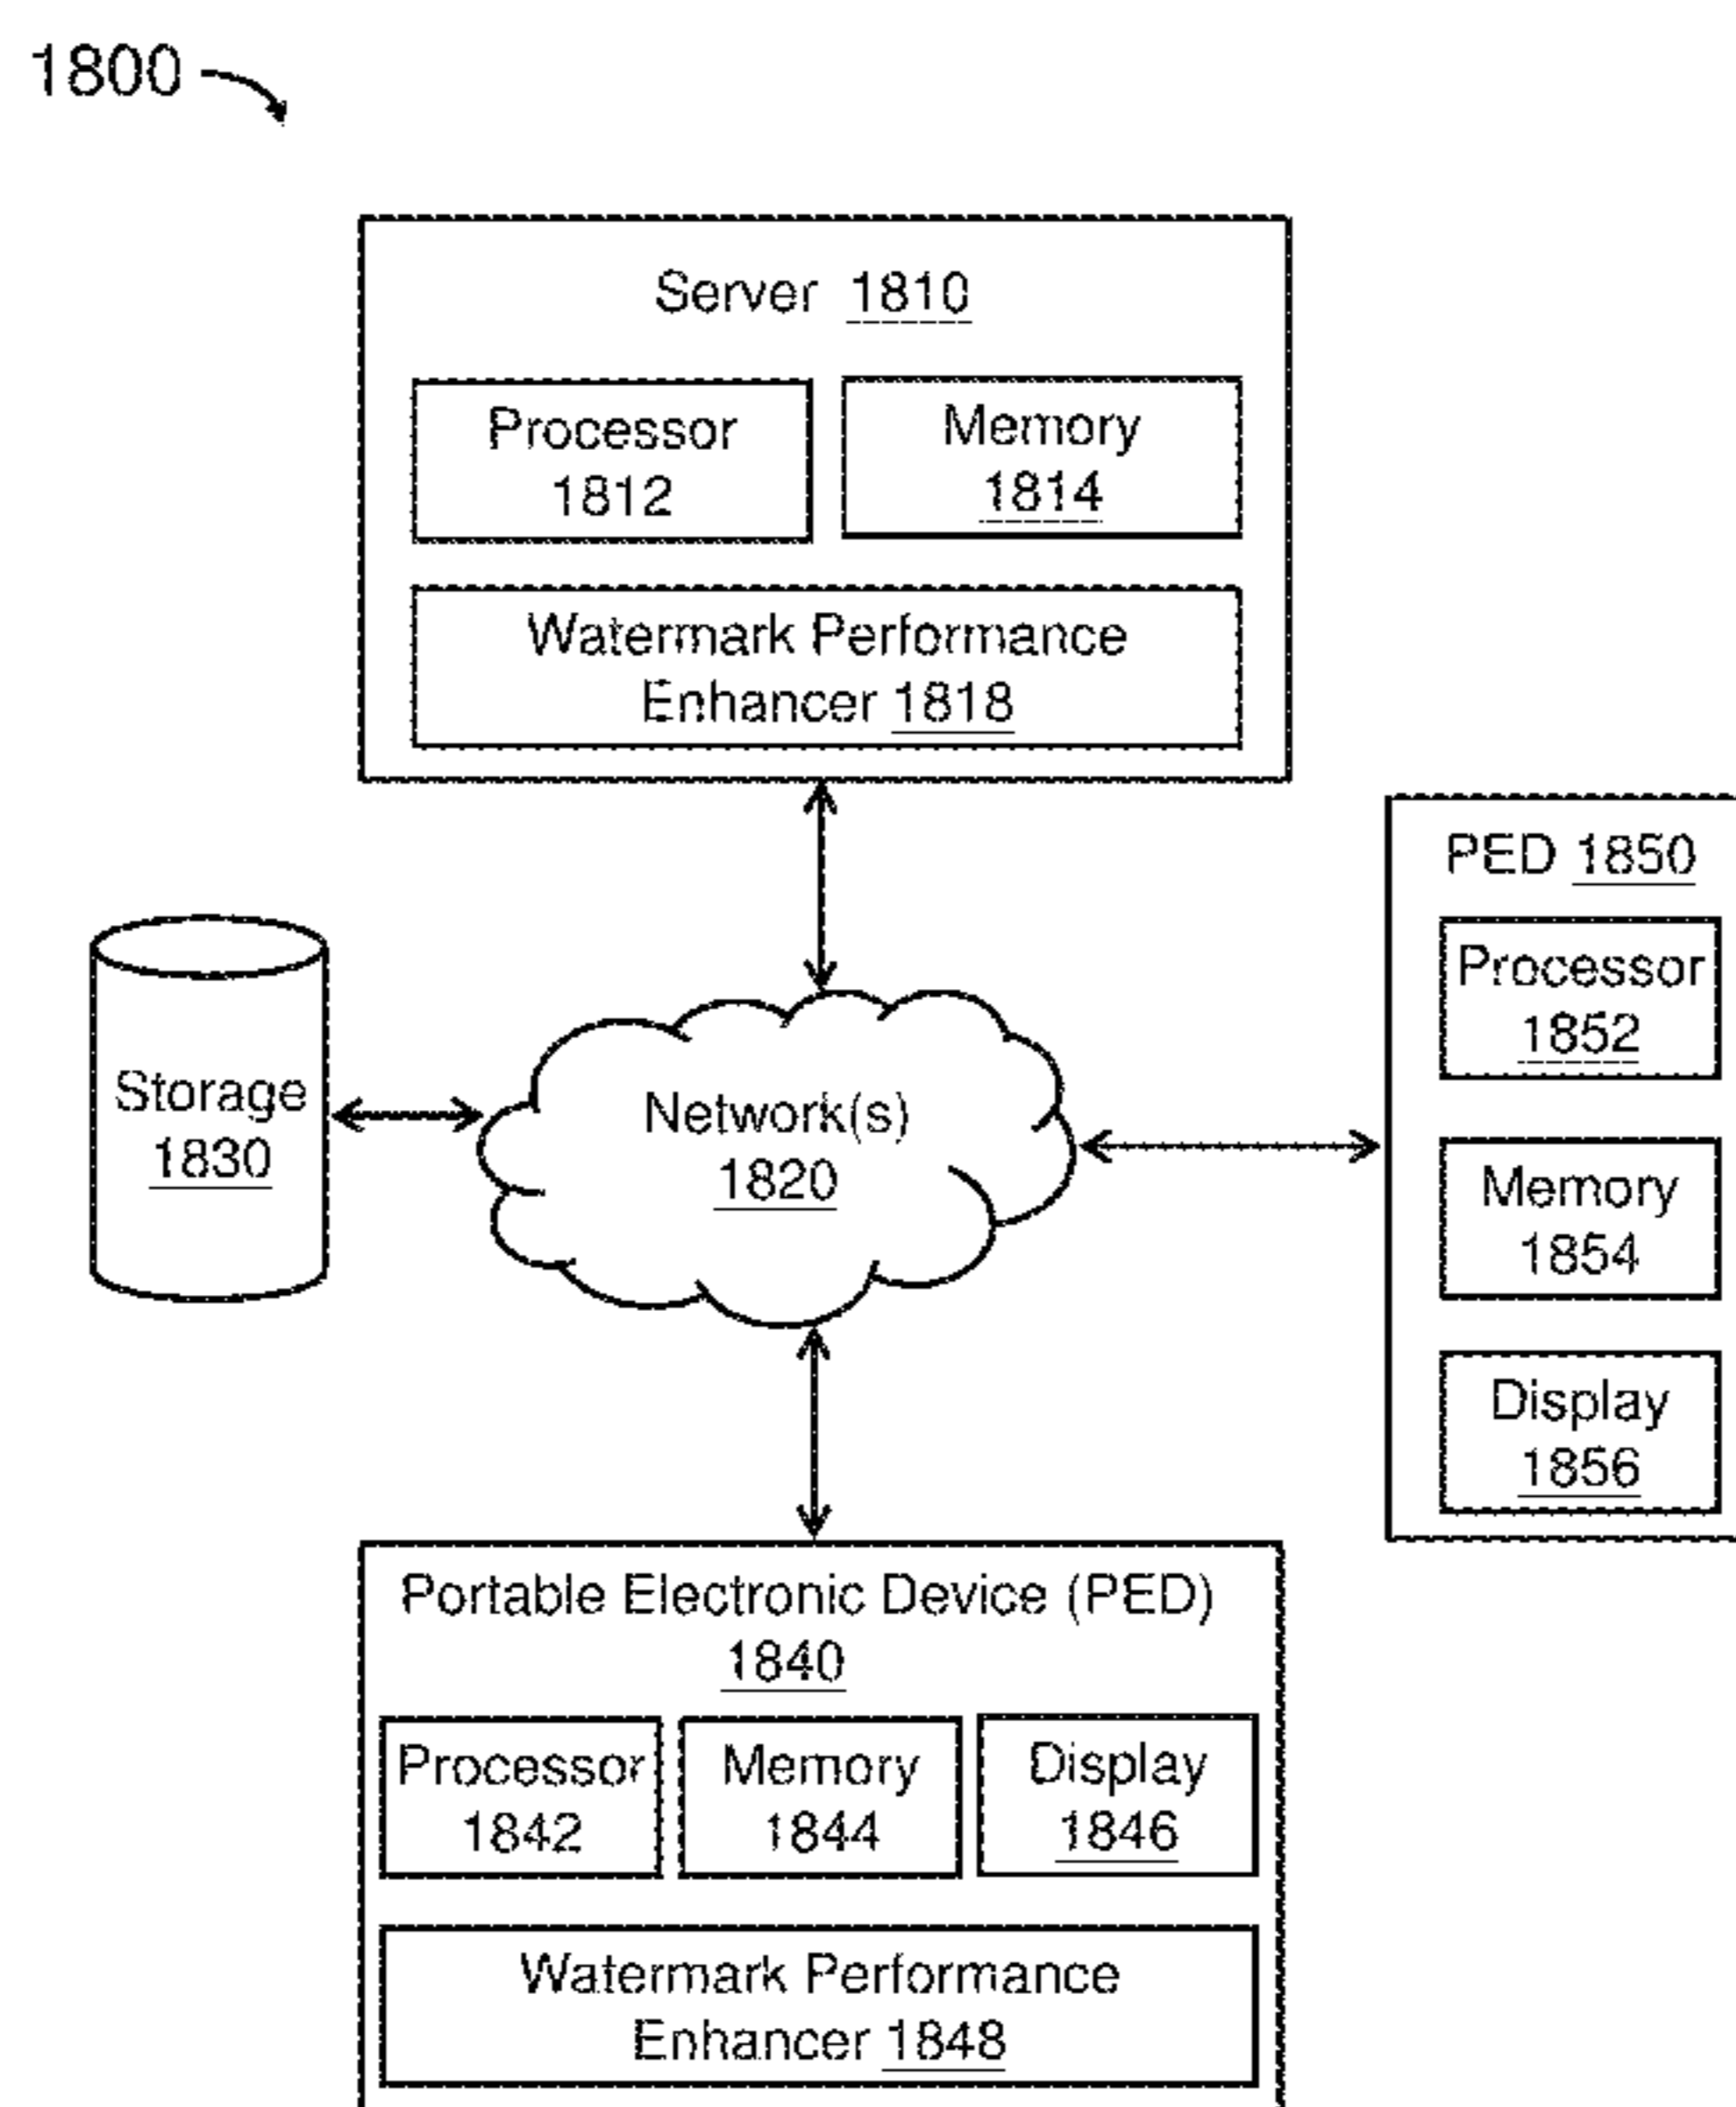 1800
Server 1810
Processor
1812
Memory
1814
Watermark Performance
Enhancer 1818
PED 1850
Processor
1852
Memory
1854
Display
1856
Storage
1830
Network(s)
1820
Portable Electronic Device (PED)
1840
Processor
1842
Memory
1844
Display
1846
Watermark Performance
Enhancer 1848